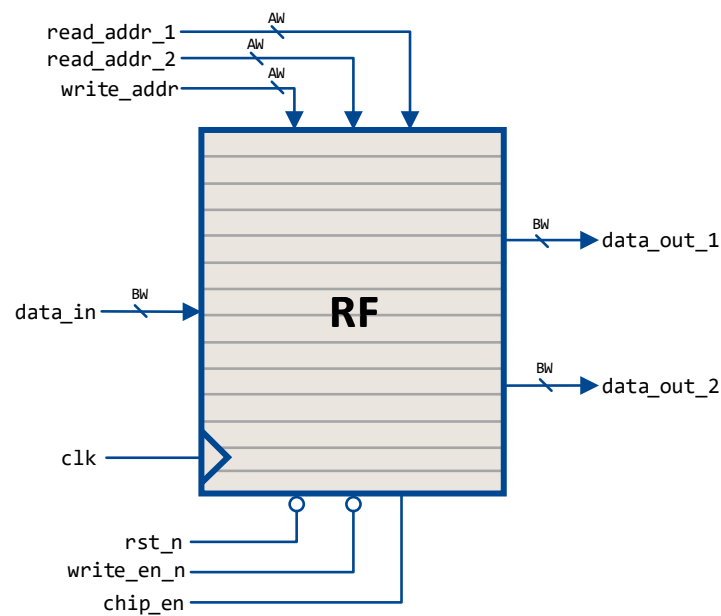 read_addr_1 AW
read_addr_2 AW
write_addr AW
BW data_out_1
data_in BW
RF
BW data_out_2
clk
rst_n
write_en_n
chip_en